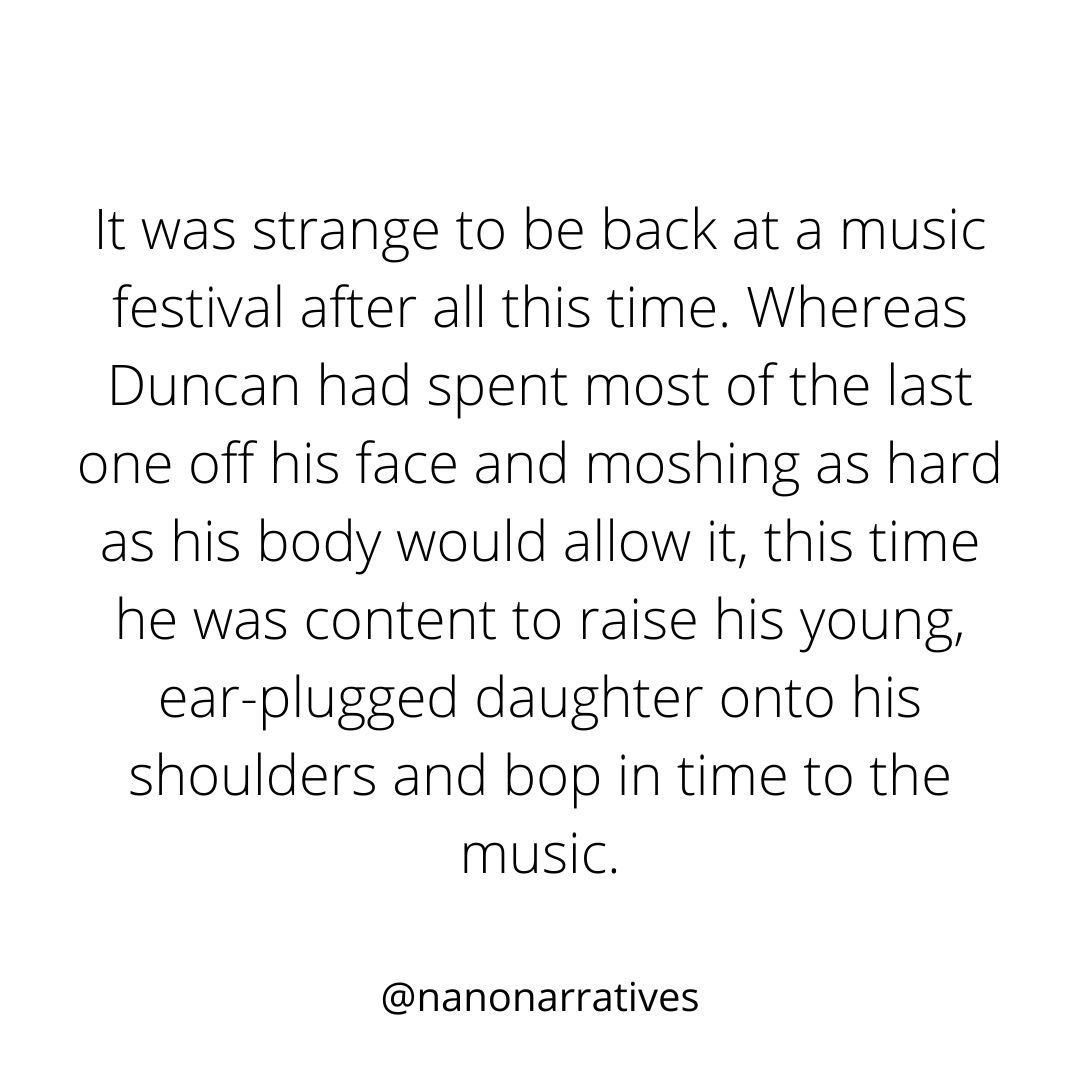 It was strange to be back at a music
festival after all this time. Whereas
Duncan had spent most of the last
one off his face and moshing as hard
as his body would allow it, this time
he was content to raise his young,
ear-plugged daughter onto his
shoulders and bop in time to the
music.
@nanonarratives